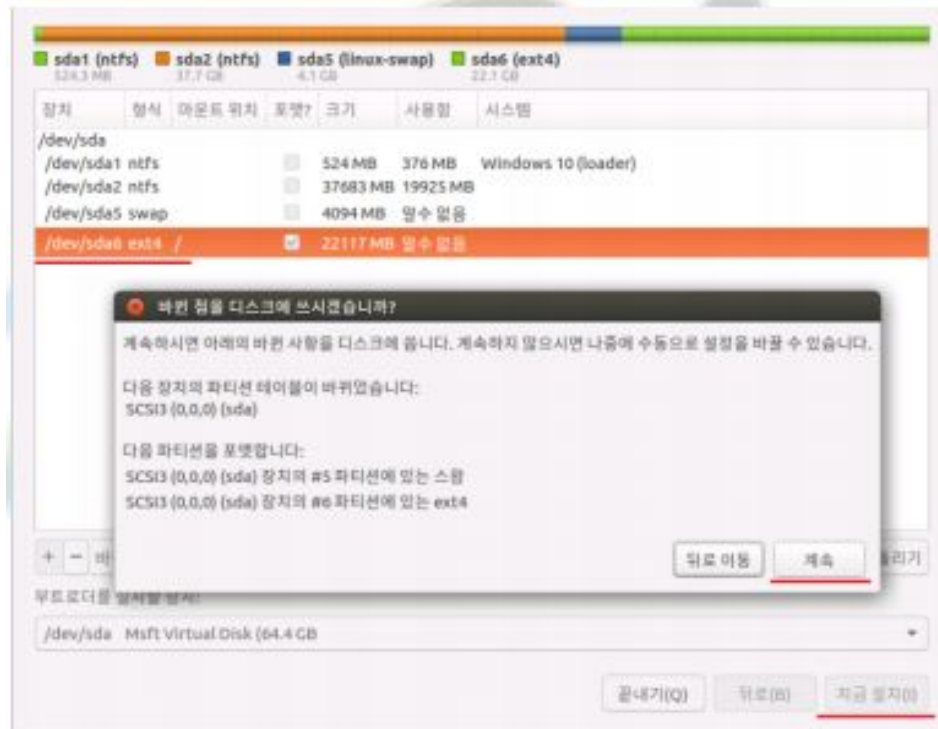 sda1 (ntfs) sda2 (ntfs) sda5 (linux-swap) sda6 (ext4)
524.3 MB 37.7 GB 4.1 GB 22.1 GB
장치 형식 마운트 위치 포맷? 크기 사용함 시스템
/dev/sda
/dev/sda1 ntfs 524 MB 376 MB Windows 10 (loader)
/dev/sda2 ntfs 37683 MB 19925 MB
/dev/sda5 swap 4094 MB 알수 없음
/dev/sda6 ext4 / 22117 MB 알수 없음
바뀐 점을 디스크에 쓰시겠습니까?
계속하시면 아래의 바뀐 사항을 디스크에 씁니다. 계속하지 않으시면 나중에 수동으로 설정을 바꿀 수 있습니다.
다음 장치의 파티션 테이블이 바뀌었습니다:
SCSI3 (0,0,0) (sda)
다음 파티션을 포맷합니다:
SCSI3 (0,0,0) (sda) 장치의 #5 파티션에 있는 스왑
SCSI3 (0,0,0) (sda) 장치의 #6 파티션에 있는 ext4
뒤로 이동 계속
+ -
부트로더를 설치할 장치:
/dev/sda Msft Virtual Disk (64.4 GB
끝내기(Q) 뒤로(B) 지금 설치(I)